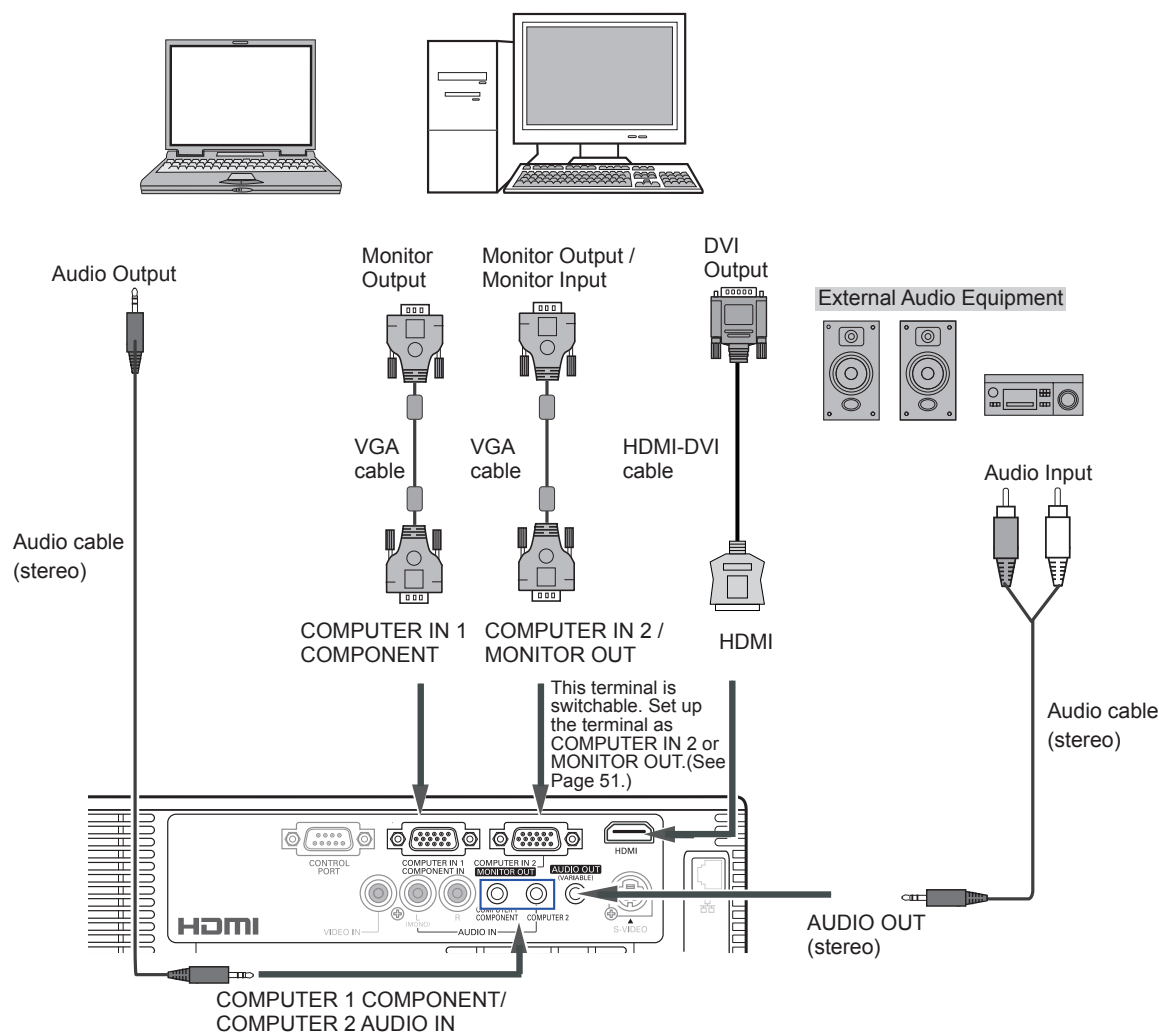 Audio Output
Monitor
Output
Monitor Output /
Monitor Input
DVI
Output
External Audio Equipment
VGA
cable
VGA
cable
HDMI-DVI
cable
Audio Input
Audio cable
(stereo)
COMPUTER IN 1
COMPONENT
COMPUTER IN 2 /
MONITOR OUT
HDMI
This terminal is
switchable. Set up
the terminal as
COMPUTER IN 2 or
MONITOR OUT.(See
Page 51.)
Audio cable
(stereo)
CONTROL
PORT
COMPUTER IN 1
COMPONENT IN
COMPUTER IN 2
MONITOR OUT
HDMI
AUDIO OUT
(VARIABLE)
HDMI
VIDEO IN
L
(MONO)
R
COMPUTER 1
COMPONENT
COMPUTER 2
AUDIO IN
S-VIDEO
AUDIO OUT
(stereo)
COMPUTER 1 COMPONENT/
COMPUTER 2 AUDIO IN